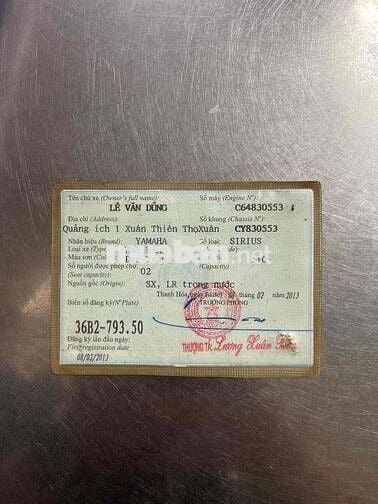 Tên chủ xe (Owner's full name): Số máy (Engine Nº):
LÊ VĂN DŨNG C64830553
Địa chỉ (Address): Số khung (Chassis Nº):
Quảng ích 1 Xuân Thiên ThọXuân CY830553
Nhãn hiệu (Brand): YAMAHA Số loại: SIRIUS
Loại xe
Màu sơn (Capacity)
Số người được phép chở: 02
(Seat capacity)
Nguồn gốc (Origin) SX, LR trong nước
Thanh Hóa, 02 2013
Biển số đăng ký (Nº Plate) TRƯỞNG PHÒNG
36B2-793.50
Đăng ký lần đầu ngày:
First registration date
08/02/2013
THƯỢNG TÁ: Lương Xuân
muaban.net